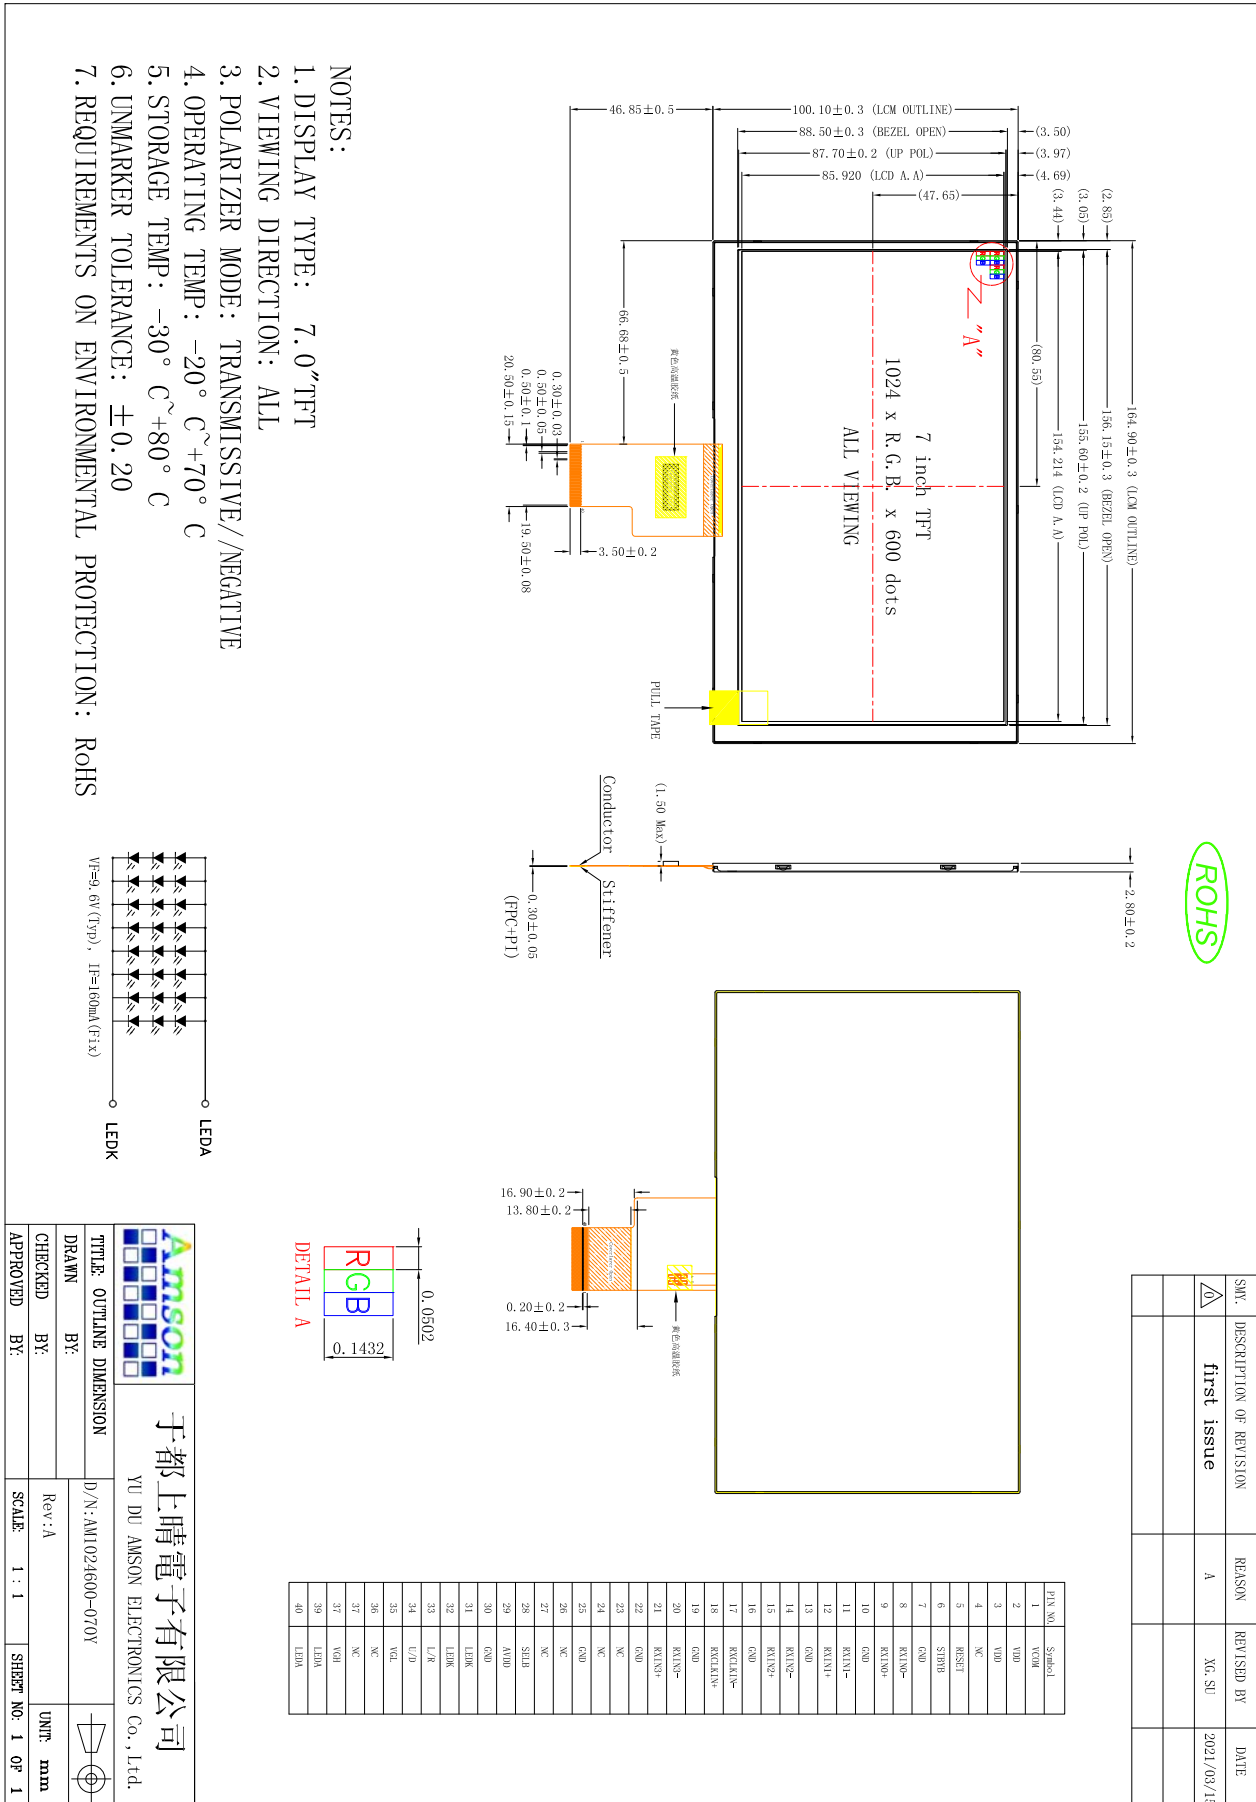 SMY.
DESCRIPTION OF REVISION
REASON
REVISED BY
DATE
0
first issue
A
XG.SU
2021/03/15
ROHS
164.90±0.3 (LCM OUTLINE)
156.15±0.3 (BEZEL OPEN)
155.60±0.2 (UP POL)
154.214 (LCD A.A)
(80.55)
(2.85)
(3.05)
(3.44)
(3.50)
(3.97)
(4.69)
100.10±0.3 (LCM OUTLINE)
88.50±0.3 (BEZEL OPEN)
87.70±0.2 (UP POL)
85.920 (LCD A.A)
(47.65)
46.85±0.5
"A"
7 inch TFT
1024 x R.G.B. x 600 dots
ALL VIEWING
66.68±0.5
黄色高温胶纸
0.30±0.03
0.50±0.05
0.50±0.1
20.50±0.15
19.50±0.08
3.50±0.2
PULL TAPE
2.80±0.2
(1.50 Max)
Conductor
Stiffener
0.30±0.05
(FPC+PI)
16.90±0.2
13.80±0.2
0.20±0.2
16.40±0.3
黄色高温胶纸
R G B
0.0502
0.1432
DETAIL A
PIN NO. Symbol
1 VCOM
2 VDD
3 VDD
4 NC
5 RESET
6 STBYB
7 GND
8 RXIN0-
9 RXIN0+
10 GND
11 RXIN1-
12 RXIN1+
13 GND
14 RXIN2-
15 RXIN2+
16 GND
17 RXCLKIN-
18 RXCLKIN+
19 GND
20 RXIN3-
21 RXIN3+
22 GND
23 NC
24 NC
25 GND
26 NC
27 NC
28 SELB
29 AVDD
30 GND
31 LEDK
32 LEDK
33 L/R
34 U/D
35 VGL
36 NC
37 NC
37 VGH
39 LEDA
40 LEDA
NOTES:
1. DISPLAY TYPE: 7.0"TFT
2. VIEWING DIRECTION: ALL
3. POLARIZER MODE: TRANSMISSIVE//NEGATIVE
4. OPERATING TEMP: -20° C~+70° C
5. STORAGE TEMP: -30° C~+80° C
6. UNMARKER TOLERANCE: ±0.20
7. REQUIREMENTS ON ENVIRONMENTAL PROTECTION: RoHS
LEDA
LEDK
VF=9.6V(Typ), IF=160mA(Fix)
Amson
于都上晴電子有限公司
YU DU AMSON ELECTRONICS Co.,Ltd.
TITLE: OUTLINE DIMENSION
D/N:AM1024600-070Y
DRAWN BY:
CHECKED BY:
Rev:A
UNIT: mm
APPROVED BY:
SCALE: 1 : 1
SHEET NO: 1 OF 1